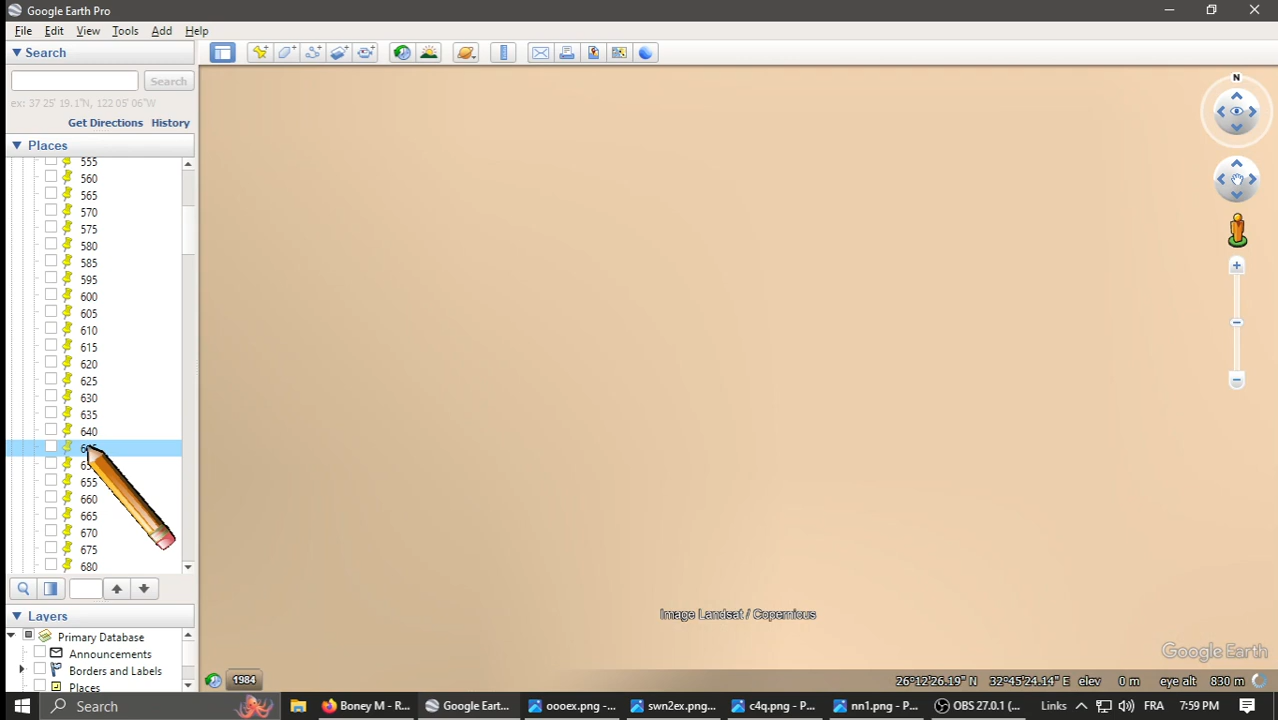 Google Earth Pro
File Edit View Tools Add Help
Search
Search
ex: 37 25' 19.1"N, 122 05' 06"W
Get Directions History
Places
N
555
560
565
570
575
580
585
595
600
605
610
615
620
625
630
635
640
655
660
665
670
675
680
Image Landsat / Copernicus
Layers
Primary Database
Announcements
Borders and Labels
Places
Google Earth
1984
26°12'26.19" N 32°45'24.14" E elev 0 m eye alt 830 m
Search
Boney M - R...
Google Eart...
oooex.png -...
swn2ex.png...
c4q.png - P...
nn1.png - P...
OBS 27.0.1 (...
Links
FRA
7:59 PM